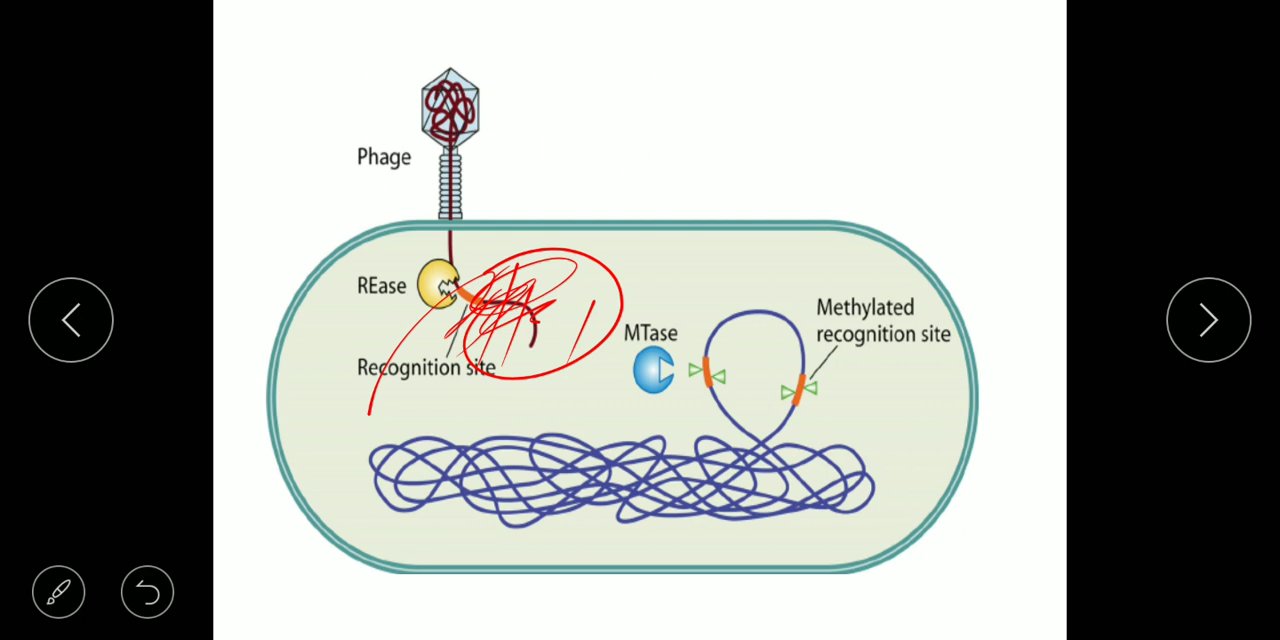 Phage
REase
Recognition site
MTase
Methylated
recognition site